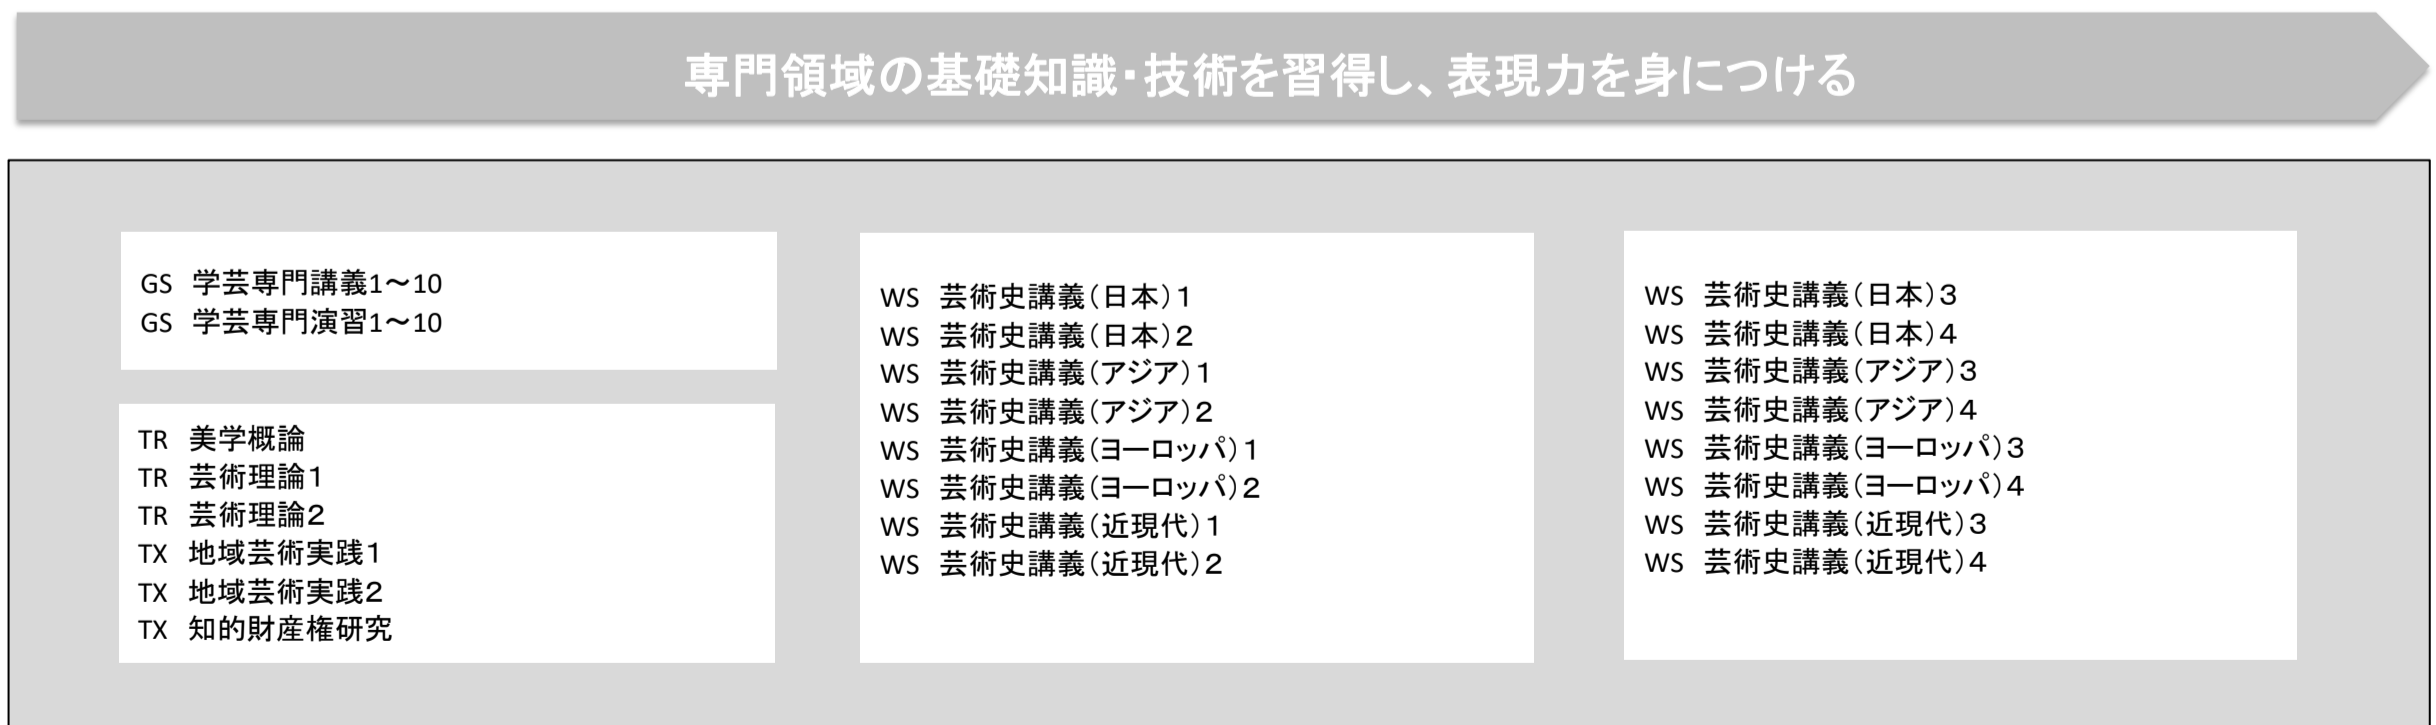 専門領域の基礎知識・技術を習得し、表現力を身につける
GS 学芸専門講義1～10
GS 学芸専門演習1～10
TR 美学概論
TR 芸術理論１
TR 芸術理論２
TX 地域芸術実践１
TX 地域芸術実践２
TX 知的財産権研究
WS 芸術史講義（日本）１
WS 芸術史講義（日本）２
WS 芸術史講義（アジア）１
WS 芸術史講義（アジア）２
WS 芸術史講義（ヨーロッパ）１
WS 芸術史講義（ヨーロッパ）２
WS 芸術史講義（近現代）１
WS 芸術史講義（近現代）２
WS 芸術史講義（日本）３
WS 芸術史講義（日本）４
WS 芸術史講義（アジア）３
WS 芸術史講義（アジア）４
WS 芸術史講義（ヨーロッパ）３
WS 芸術史講義（ヨーロッパ）４
WS 芸術史講義（近現代）３
WS 芸術史講義（近現代）４